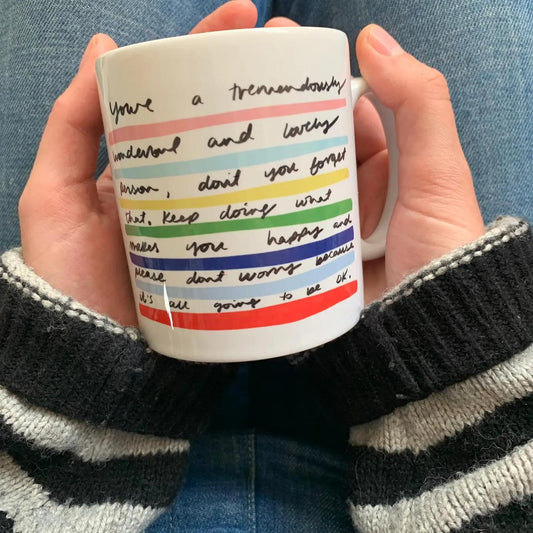 You're a tremendously
wonderful and lovely
person, don't you forget
that. Keep doing what
makes you happy and
please dont worry because
it's all going to be OK.